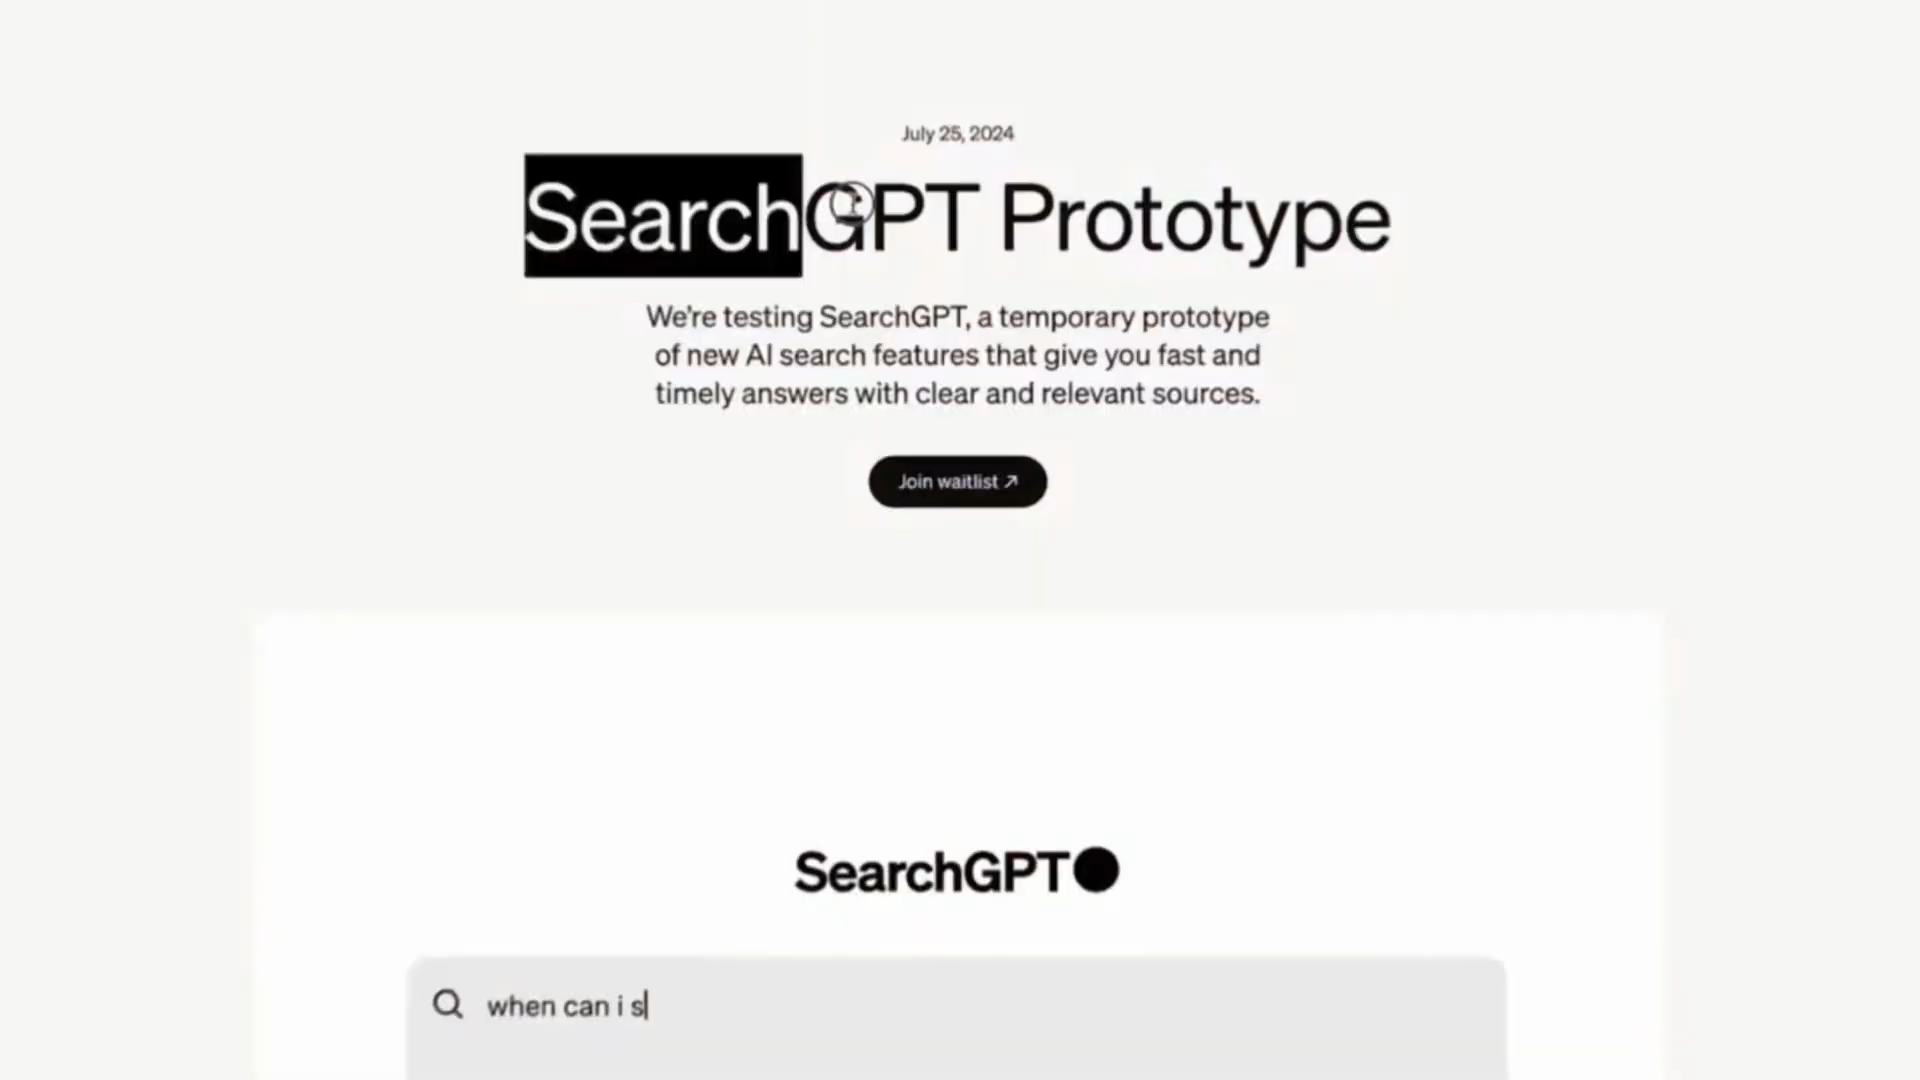 July 25, 2024
SearchGPT Prototype
We're testing SearchGPT, a temporary prototype
of new AI search features that give you fast and
timely answers with clear and relevant sources.
Join waitlist ↗
SearchGPT
when can i s